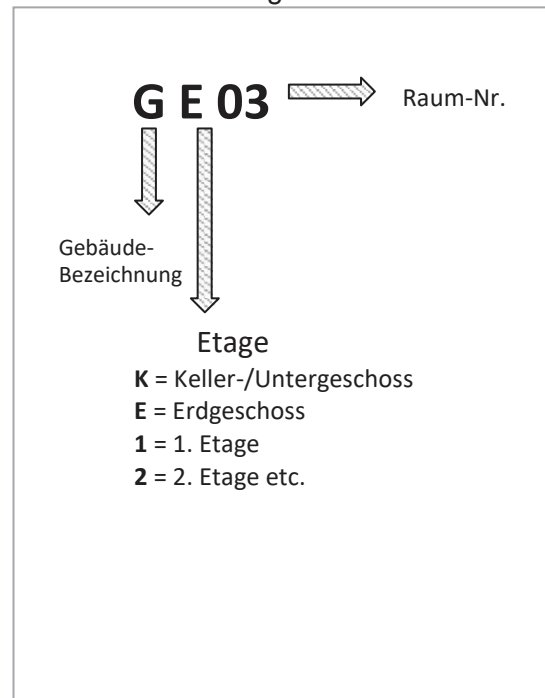 G E 03
Raum-Nr.
Gebäude-
Bezeichnung
Etage
K = Keller-/Untergeschoss
E = Erdgeschoss
1 = 1. Etage
2 = 2. Etage etc.